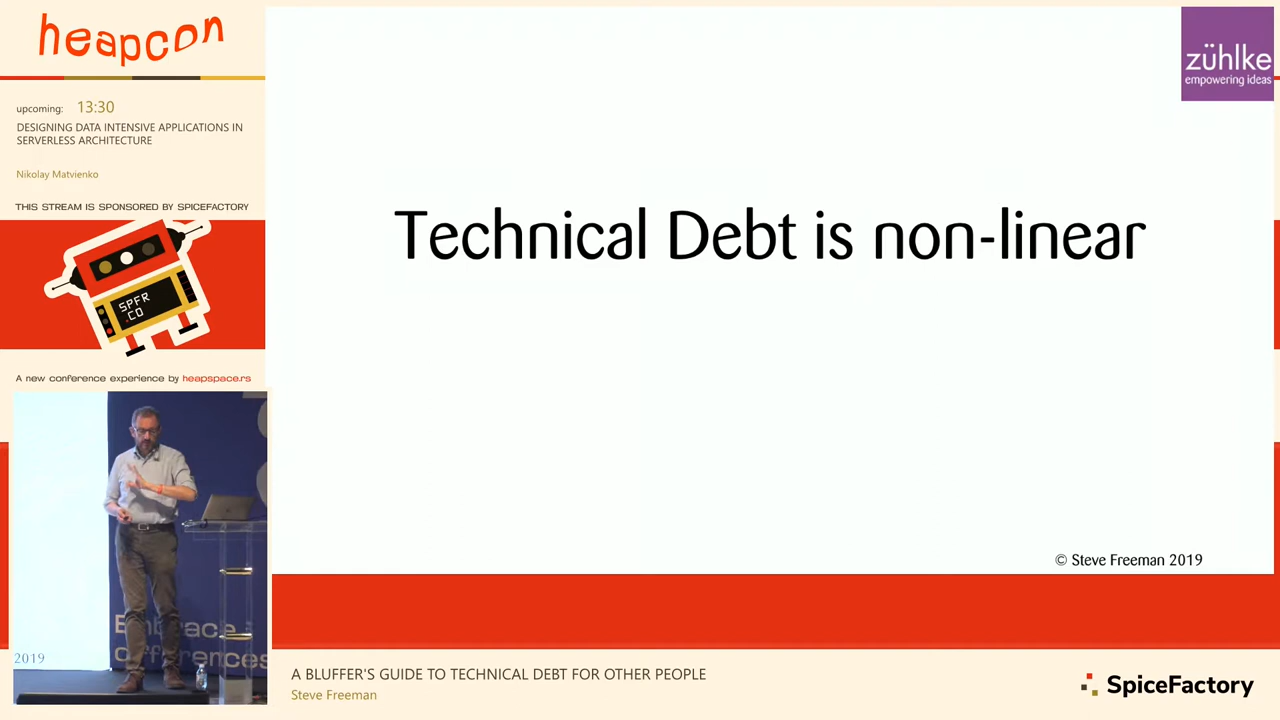 heapcon
upcoming: 13:30
DESIGNING DATA INTENSIVE APPLICATIONS IN
SERVERLESS ARCHITECTURE
Nikolay Matvienko
THIS STREAM IS SPONSORED BY SPICEFACTORY
SPFR
.CO
A new conference experience by heapspace.rs
zühlke
empowering ideas
Technical Debt is non-linear
© Steve Freeman 2019
Embrace
differences
2019
A BLUFFER'S GUIDE TO TECHNICAL DEBT FOR OTHER PEOPLE
Steve Freeman
SpiceFactory